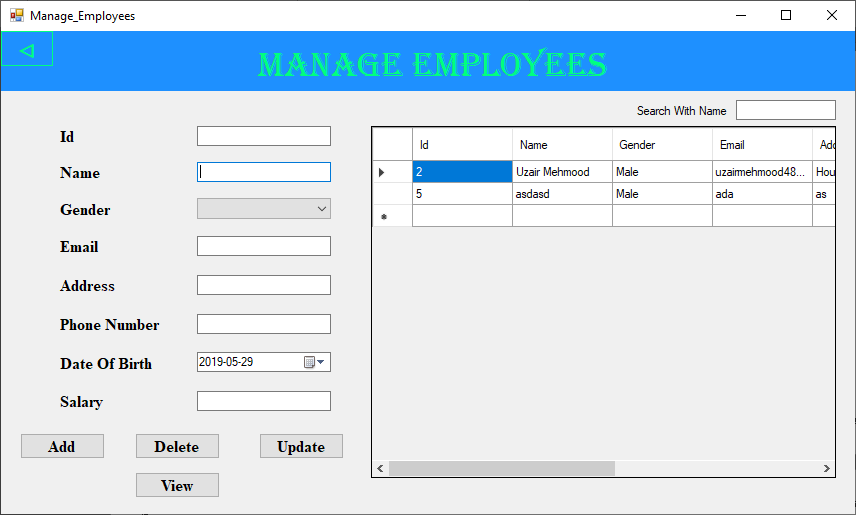 Manage_Employees
MANAGE EMPLOYEES
Search With Name
Id
Name
Gender
Email
Address
Phone Number
Date Of Birth 2019-05-29
Salary
Add Delete Update
View
Id Name Gender Email Add
2 Uzair Mehmood Male uzairmehmood48... Hou
5 asdasd Male ada as